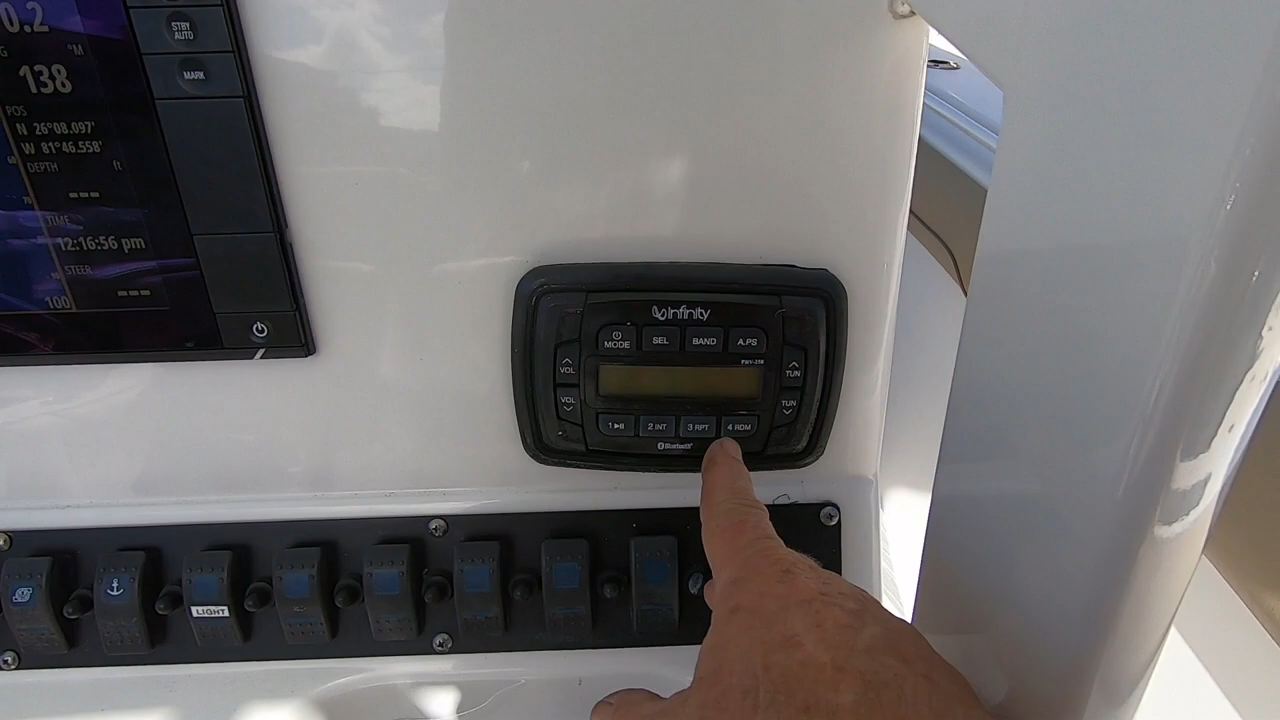 0.2
STBY
AUTO
°M
138
MARK
POS
N 26°08.097'
W 81°46.558'
DEPTH ft
---
TIME
12:16:56 pm
STEER
---
100
Infinity
MODE
SEL
BAND
A.PS
VOL
TUN
VOL
TUN
1
2 INT
3 RPT
4 RDM
Bluetooth
LIGHT